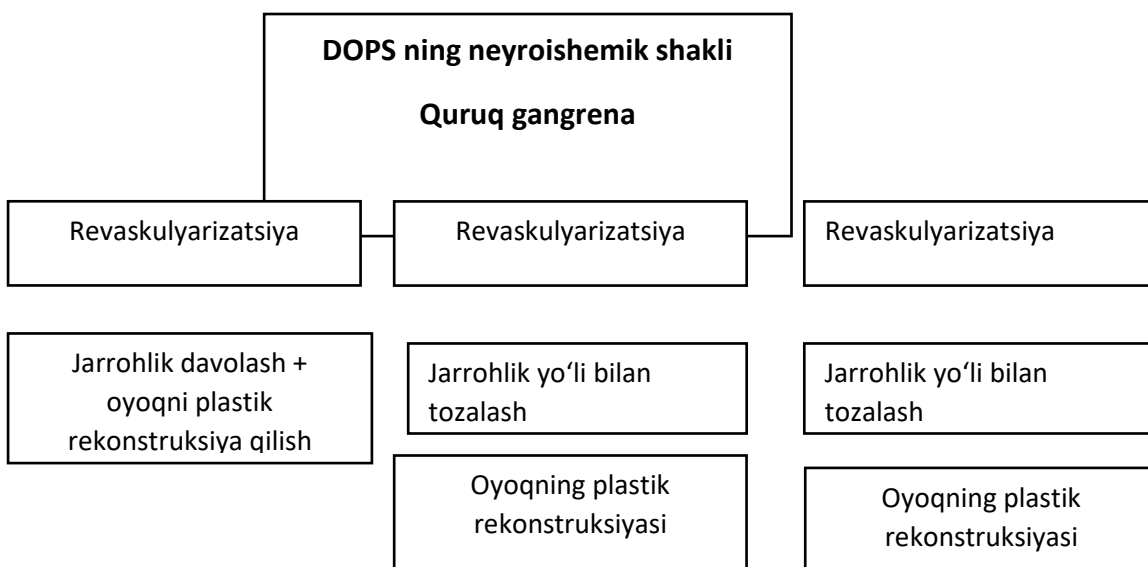 DOPS ning neyroishemik shakli
Quruq gangrena
Revaskulyarizatsiya
Revaskulyarizatsiya
Revaskulyarizatsiya
Jarrohlik davolash +
oyoqni plastik
rekonstruksiya qilish
Jarrohlik yo‘li bilan
tozalash
Jarrohlik yo‘li bilan
tozalash
Oyoqning plastik
rekonstruksiyasi
Oyoqning plastik
rekonstruksiyasi